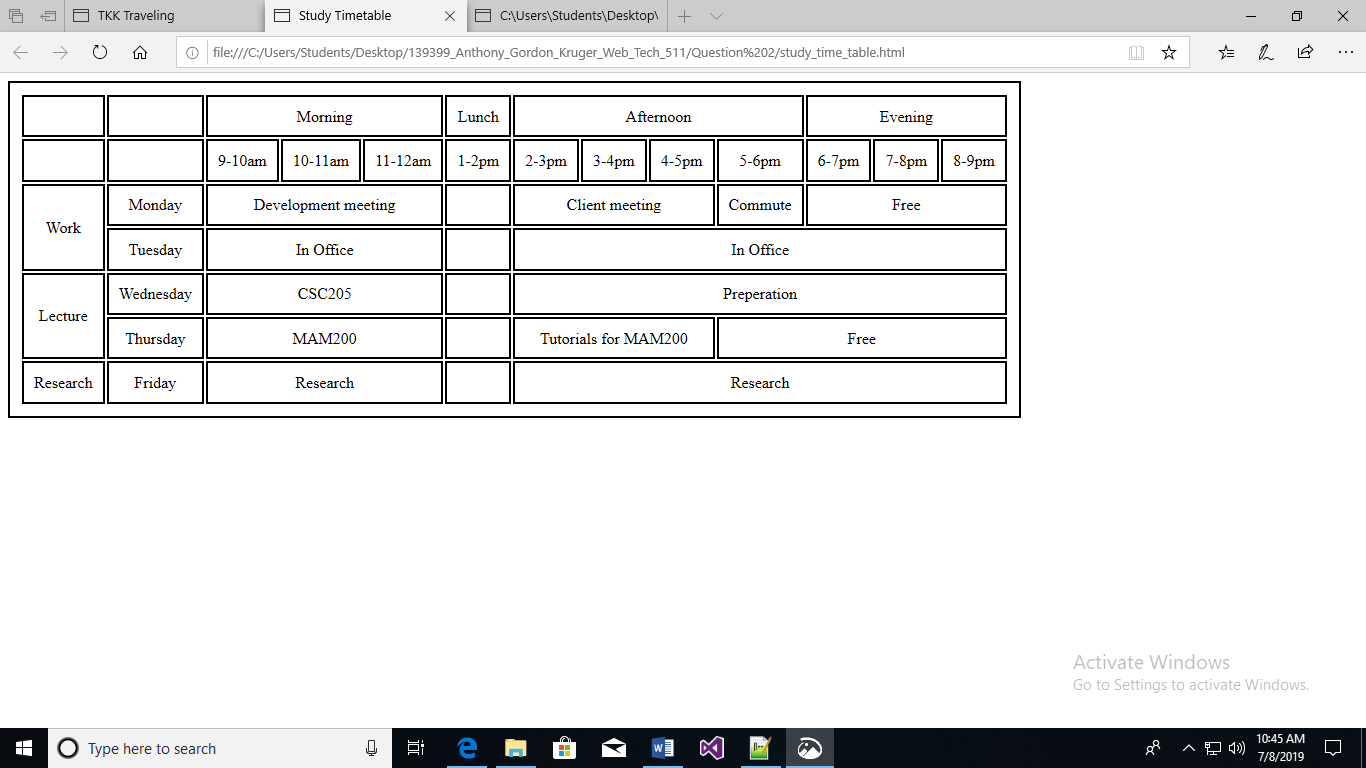 TKK Traveling
Study Timetable
C:\Users\Students\Desktop\
file:///C:/Users/Students/Desktop/139399_Anthony_Gordon_Kruger_Web_Tech_511/Question%202/study_time_table.html
Morning Lunch Afternoon Evening
9-10am 10-11am 11-12am 1-2pm 2-3pm 3-4pm 4-5pm 5-6pm 6-7pm 7-8pm 8-9pm
Work
Monday Development meeting Client meeting Commute Free
Tuesday In Office In Office
Lecture
Wednesday CSC205 Preperation
Thursday MAM200 Tutorials for MAM200 Free
Research Friday Research Research
Activate Windows
Go to Settings to activate Windows.
Type here to search
10:45 AM
7/8/2019